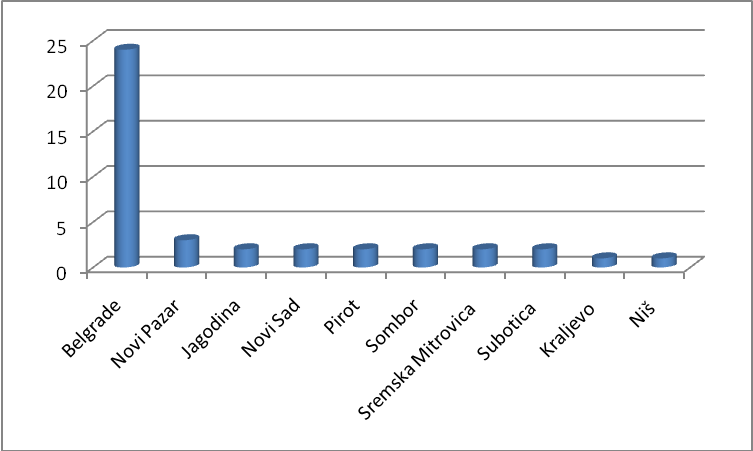 25
20
15
10
5
0
Belgrade
Novi Pazar
Jagodina
Novi Sad
Pirot
Sombor
Sremska Mitrovica
Subotica
Kraljevo
Niš